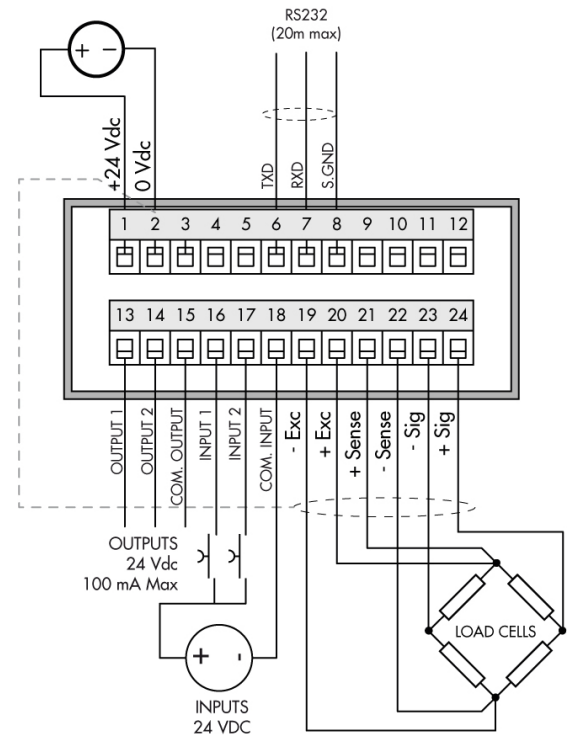 RS232
(20m max)
+ -
+24 Vdc
0 Vdc
TXD
RXD
S.GND
1 2 3 4 5 6 7 8 9 10 11 12
13 14 15 16 17 18 19 20 21 22 23 24
OUTPUT 1
OUTPUT 2
COM. OUTPUT
INPUT 1
INPUT 2
COM. INPUT
- Exc
+ Exc
+ Sense
- Sense
- Sig
+ Sig
OUTPUTS
24 Vdc
100 mA Max
LOAD CELLS
+ -
INPUTS
24 VDC